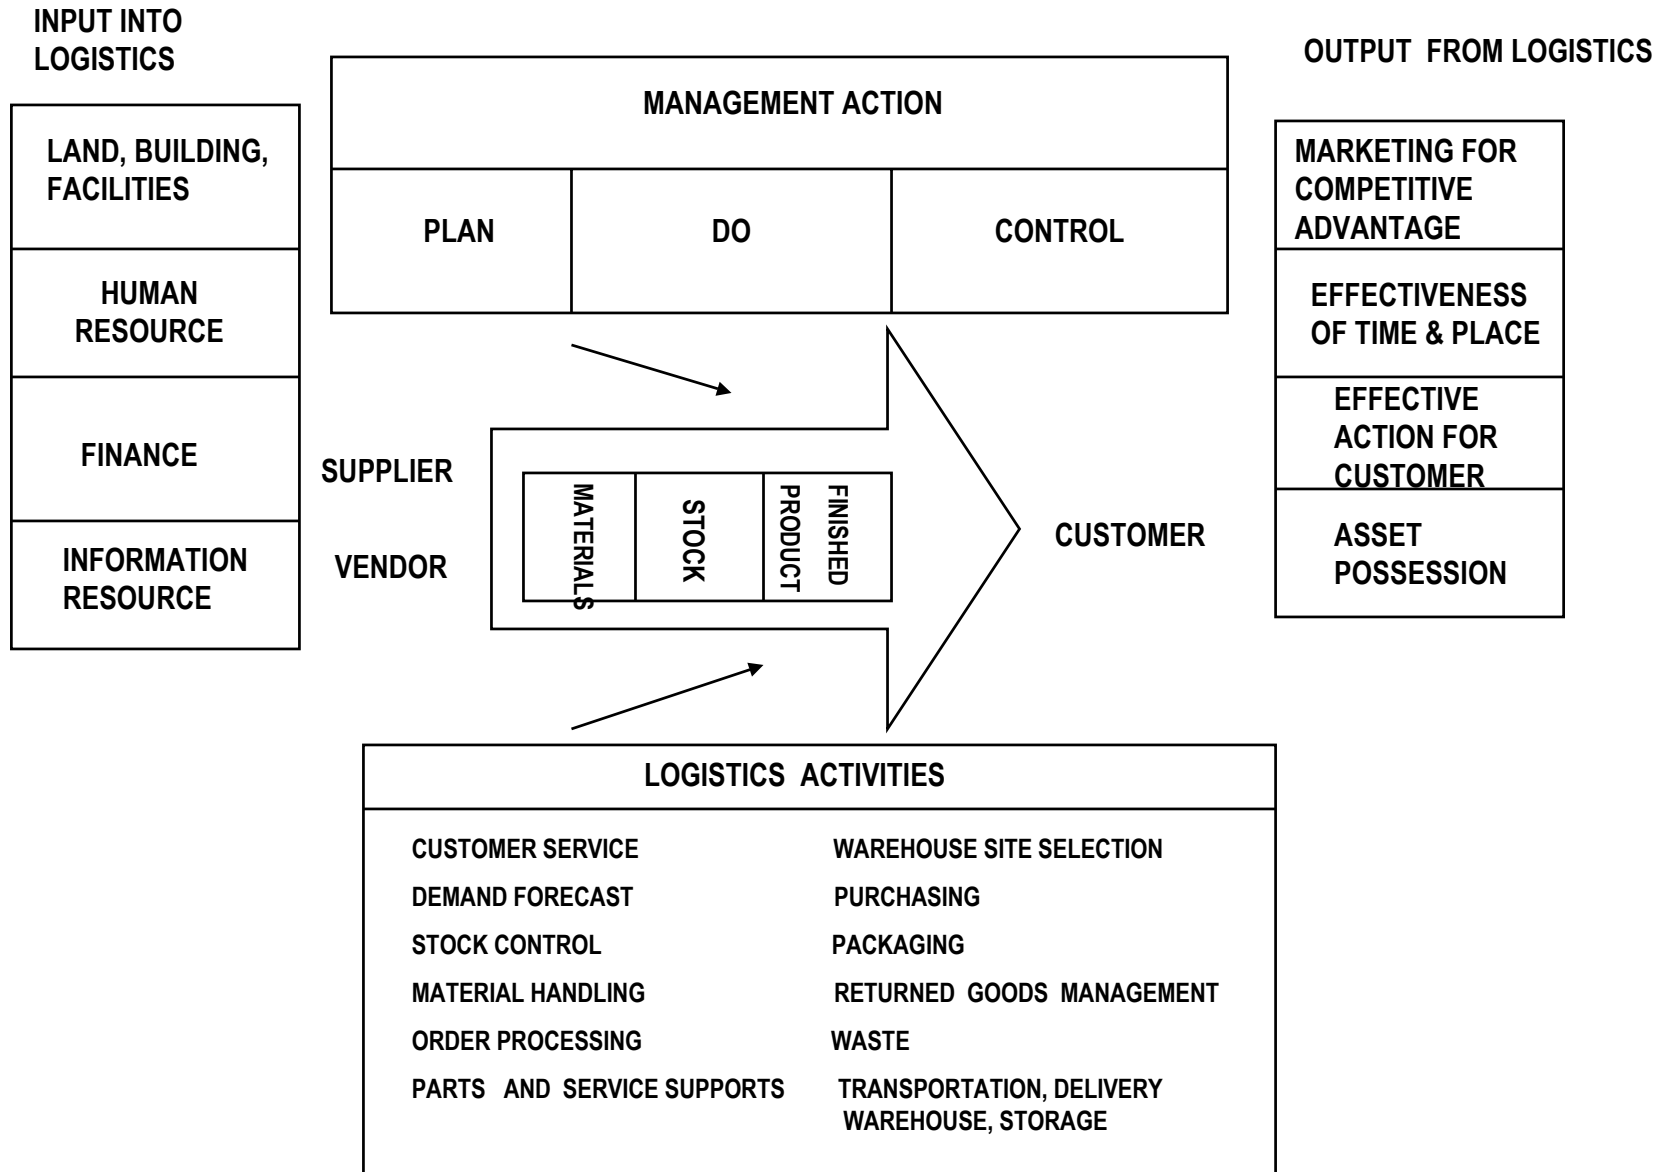 INPUT INTO
LOGISTICS
OUTPUT FROM LOGISTICS
LAND, BUILDING,
FACILITIES
HUMAN
RESOURCE
FINANCE
INFORMATION
RESOURCE
MANAGEMENT ACTION
PLAN
DO
CONTROL
SUPPLIER
VENDOR
MATERIALS
STOCK
FINISHED
PRODUCT
CUSTOMER
MARKETING FOR
COMPETITIVE
ADVANTAGE
EFFECTIVENESS
OF TIME & PLACE
EFFECTIVE
ACTION FOR
CUSTOMER
ASSET
POSSESSION
LOGISTICS ACTIVITIES
CUSTOMER SERVICE
DEMAND FORECAST
STOCK CONTROL
MATERIAL HANDLING
ORDER PROCESSING
PARTS AND SERVICE SUPPORTS
WAREHOUSE SITE SELECTION
PURCHASING
PACKAGING
RETURNED GOODS MANAGEMENT
WASTE
TRANSPORTATION, DELIVERY
WAREHOUSE, STORAGE